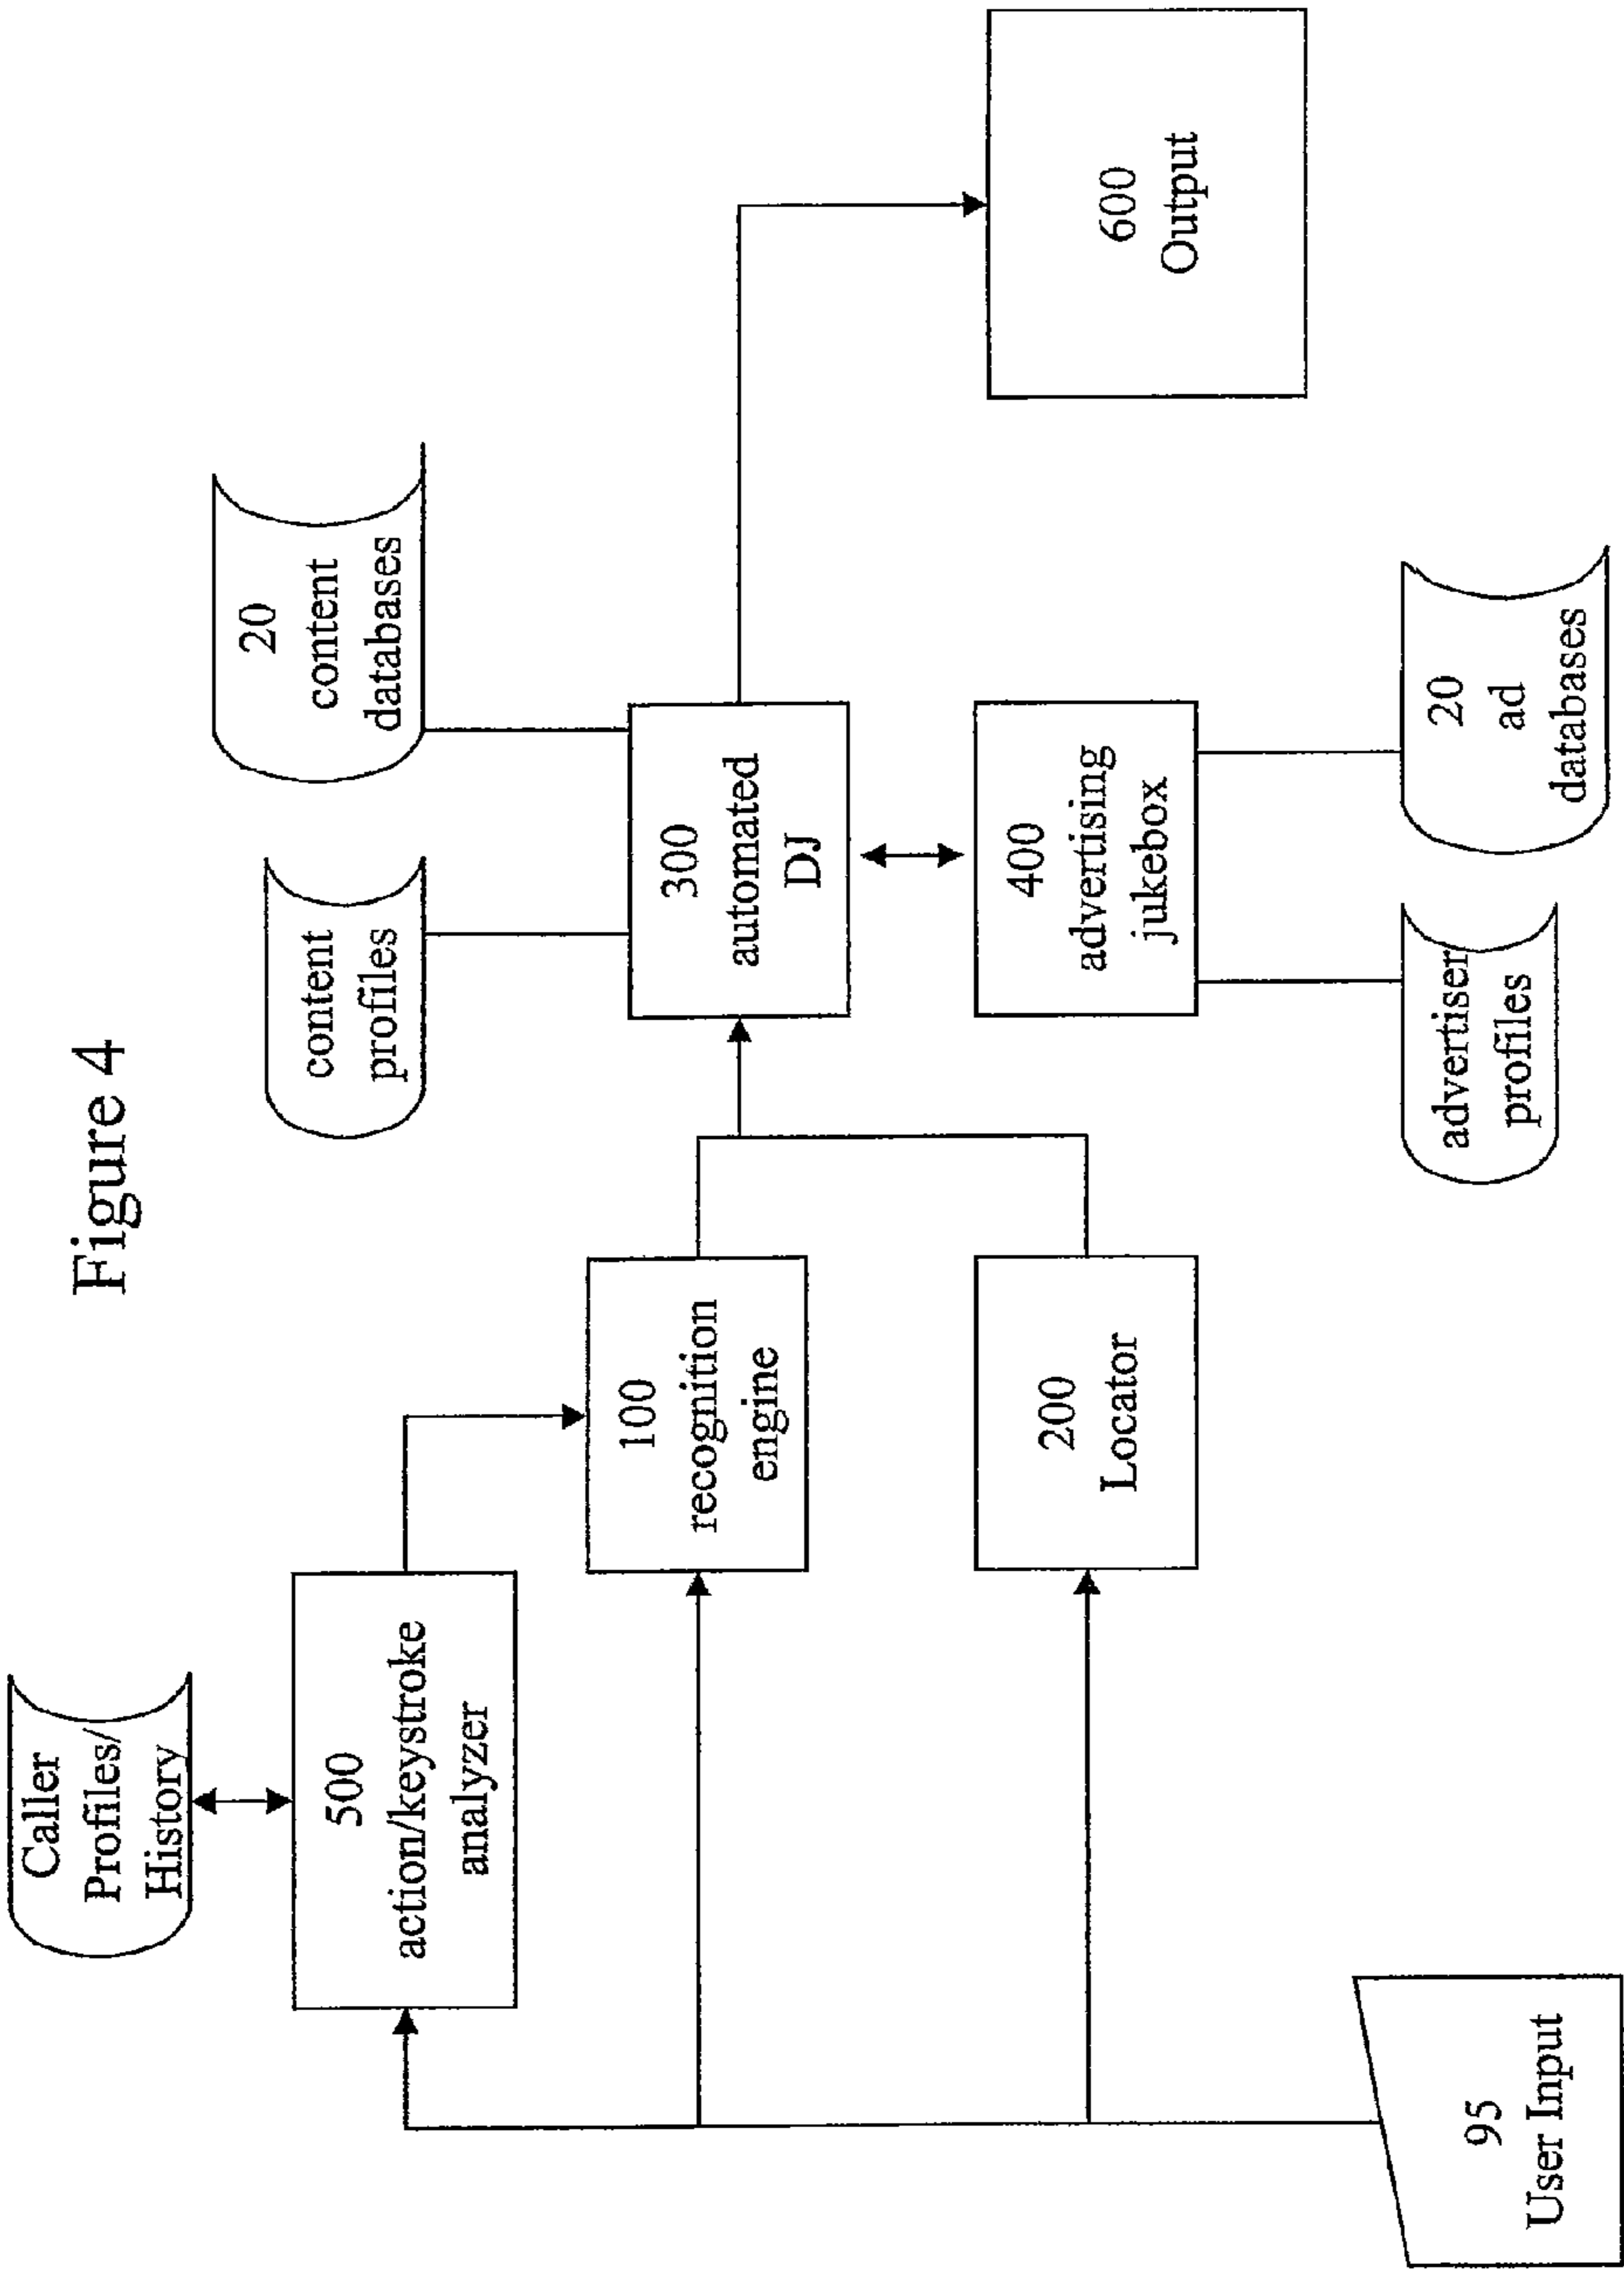 Figure 4
Caller
Profiles/
History
500
action/keystroke
analyzer
100
recognition
engine
200
Locator
95
User Input
content
profiles
20
content
databases
300
automated
DJ
400
advertising
jukebox
advertiser
profiles
20
ad
databases
600
Output